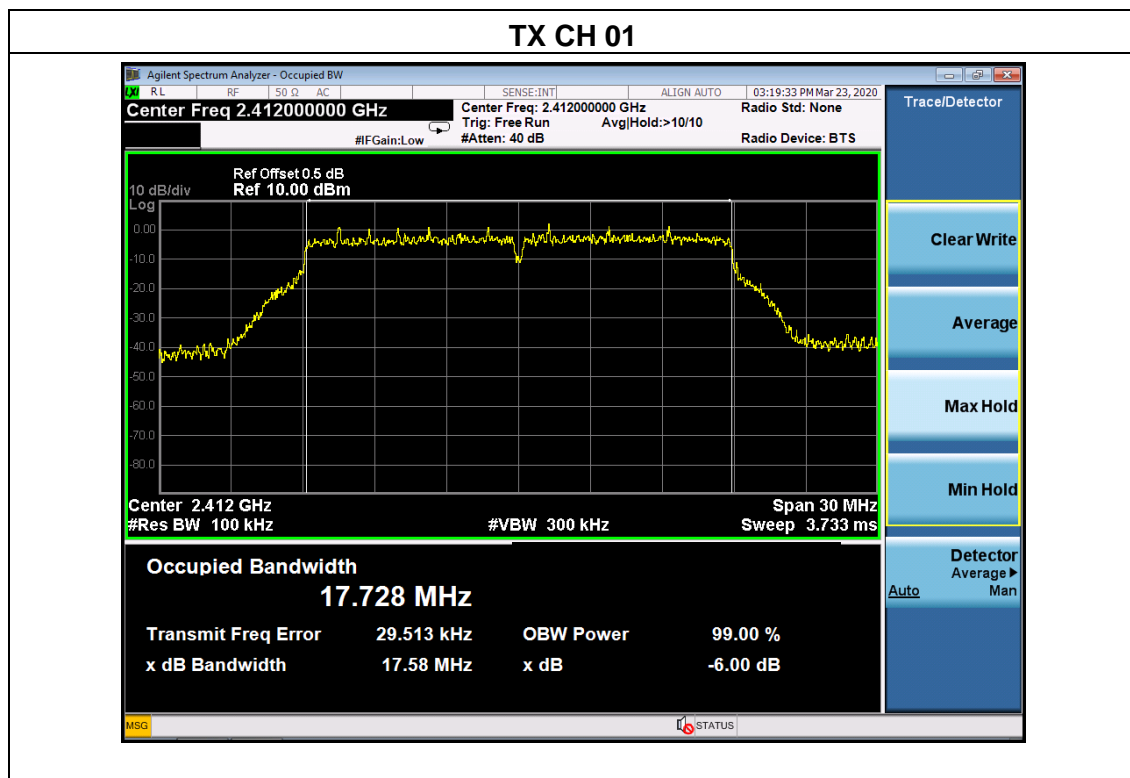 TX CH 01
Agilent Spectrum Analyzer - Occupied BW
LXI RL RF 50 Ω AC SENSE:INT ALIGN AUTO 03:19:33 PM Mar 23, 2020
Center Freq 2.412000000 GHz
Center Freq: 2.412000000 GHz Radio Std: None
Trig: Free Run Avg|Hold:>10/10
#IFGain:Low #Atten: 40 dB Radio Device: BTS
Trace/Detector
Ref Offset 0.5 dB
10 dB/div Ref 10.00 dBm
Log
0.00
-10.0
-20.0
-30.0
-40.0
-50.0
-60.0
-70.0
-80.0
Center 2.412 GHz Span 30 MHz
#Res BW 100 kHz #VBW 300 kHz Sweep 3.733 ms
Clear Write
Average
Max Hold
Min Hold
Detector
Average▶
Auto Man
Occupied Bandwidth
17.728 MHz
Transmit Freq Error 29.513 kHz OBW Power 99.00 %
x dB Bandwidth 17.58 MHz x dB -6.00 dB
MSG STATUS